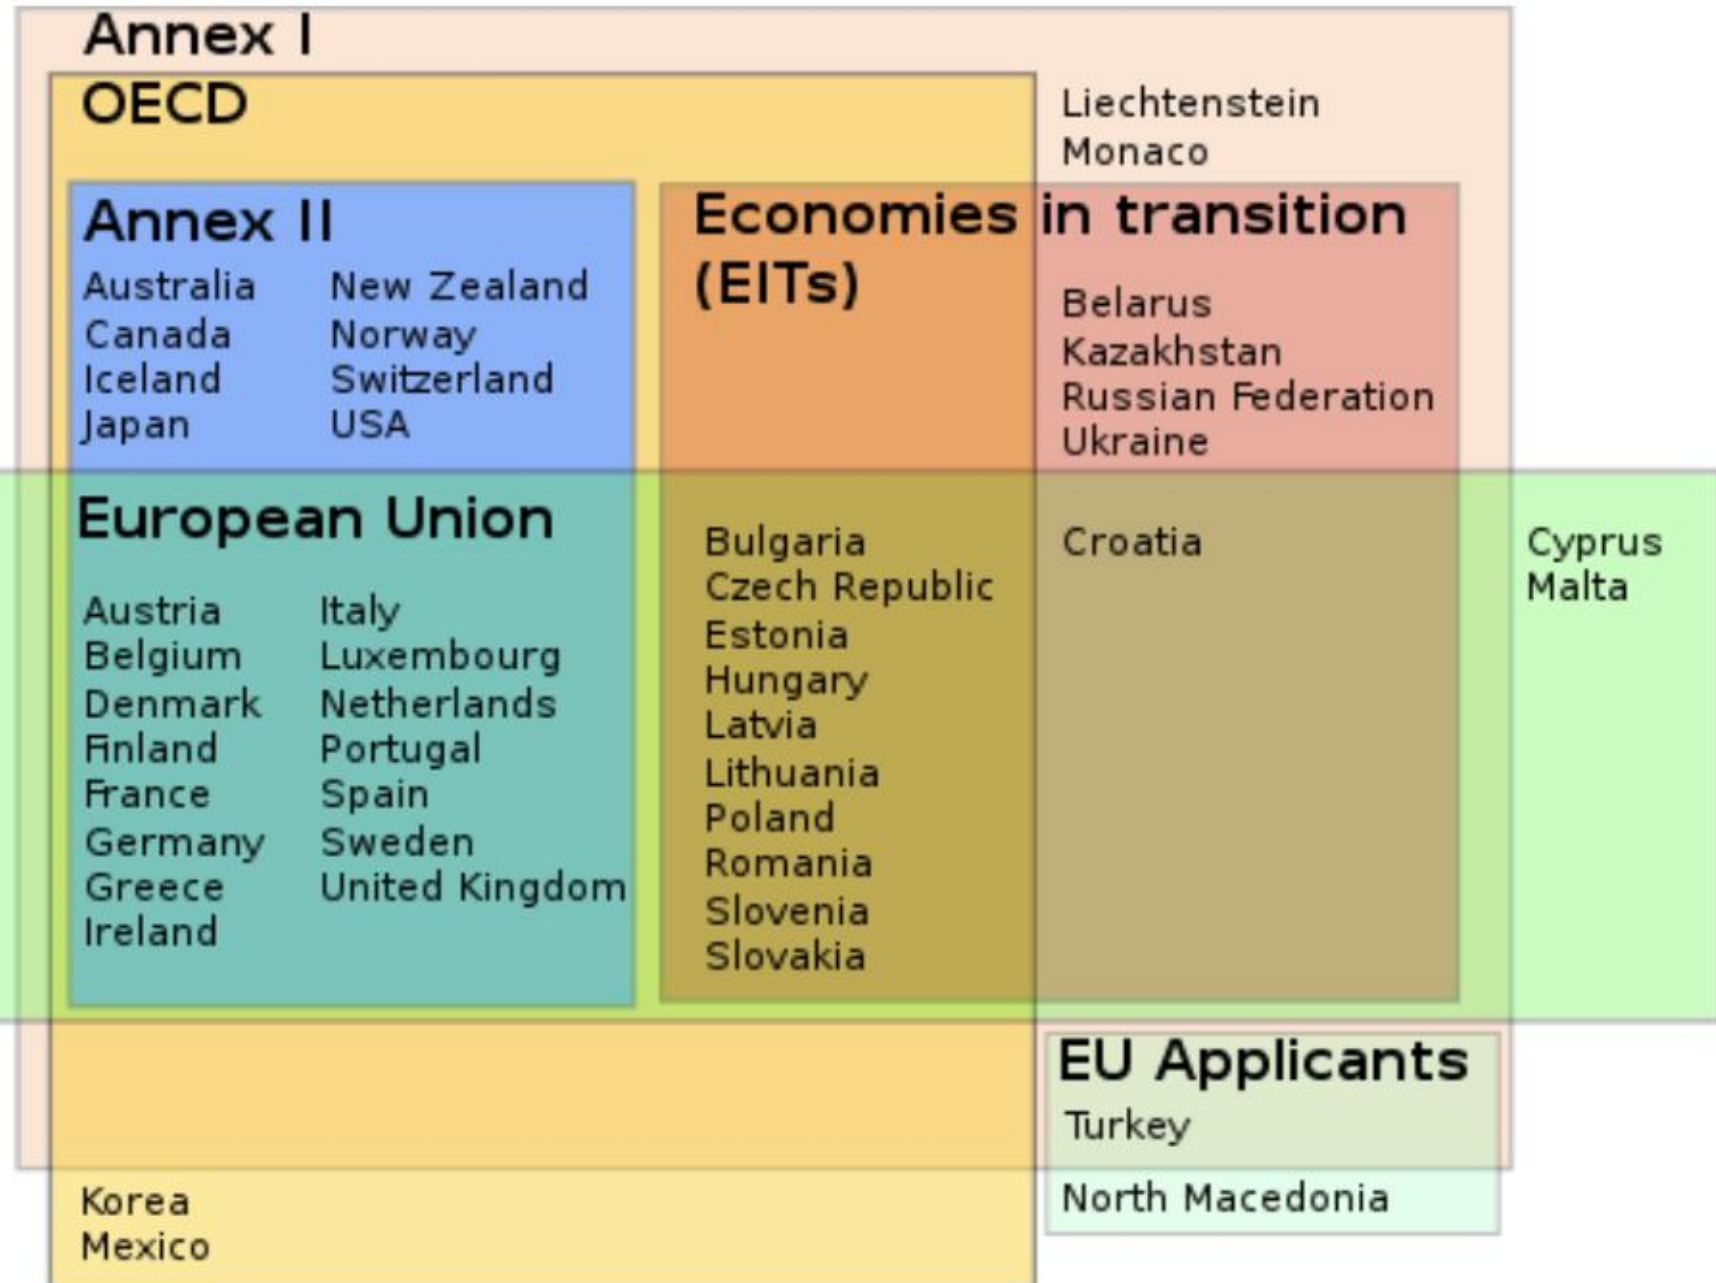 Annex I
OECD
Liechtenstein
Monaco
Annex II
Australia
Canada
Iceland
Japan
New Zealand
Norway
Switzerland
USA
Economies in transition
(EITs)
Belarus
Kazakhstan
Russian Federation
Ukraine
European Union
Austria
Belgium
Denmark
Finland
France
Germany
Greece
Ireland
Italy
Luxembourg
Netherlands
Portugal
Spain
Sweden
United Kingdom
Bulgaria
Czech Republic
Estonia
Hungary
Latvia
Lithuania
Poland
Romania
Slovenia
Slovakia
Croatia
Cyprus
Malta
EU Applicants
Turkey
North Macedonia
Korea
Mexico